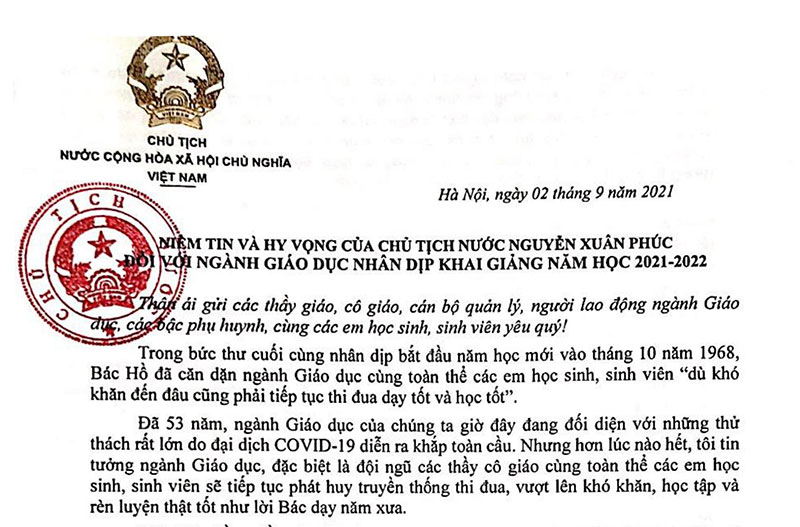 VIỆT NAM
CHỦ TỊCH
NƯỚC CỘNG HÒA XÃ HỘI CHỦ NGHĨA
VIỆT NAM
Hà Nội, ngày 02 tháng 9 năm 2021
CHỦ TỊCH NƯỚC
NIỀM TIN VÀ HY VỌNG CỦA CHỦ TỊCH NƯỚC NGUYỄN XUÂN PHÚC
ĐỐI VỚI NGÀNH GIÁO DỤC NHÂN DỊP KHAI GIẢNG NĂM HỌC 2021-2022
Thân ái gửi các thầy giáo, cô giáo, cán bộ quản lý, người lao động ngành Giáo
dục, các bậc phụ huynh, cùng các em học sinh, sinh viên yêu quý!
Trong bức thư cuối cùng nhân dịp bắt đầu năm học mới vào tháng 10 năm 1968,
Bác Hồ đã căn dặn ngành Giáo dục cùng toàn thể các em học sinh, sinh viên “dù khó
khăn đến đâu cũng phải tiếp tục thi đua dạy tốt và học tốt”.
Đã 53 năm, ngành Giáo dục của chúng ta giờ đây đang đối diện với những thử
thách rất lớn do đại dịch COVID-19 diễn ra khắp toàn cầu. Nhưng hơn lúc nào hết, tôi tin
tưởng ngành Giáo dục, đặc biệt là đội ngũ các thầy cô giáo cùng toàn thể các em học
sinh, sinh viên sẽ tiếp tục phát huy truyền thống thi đua, vượt lên khó khăn, học tập và
rèn luyện thật tốt như lời Bác dạy năm xưa.